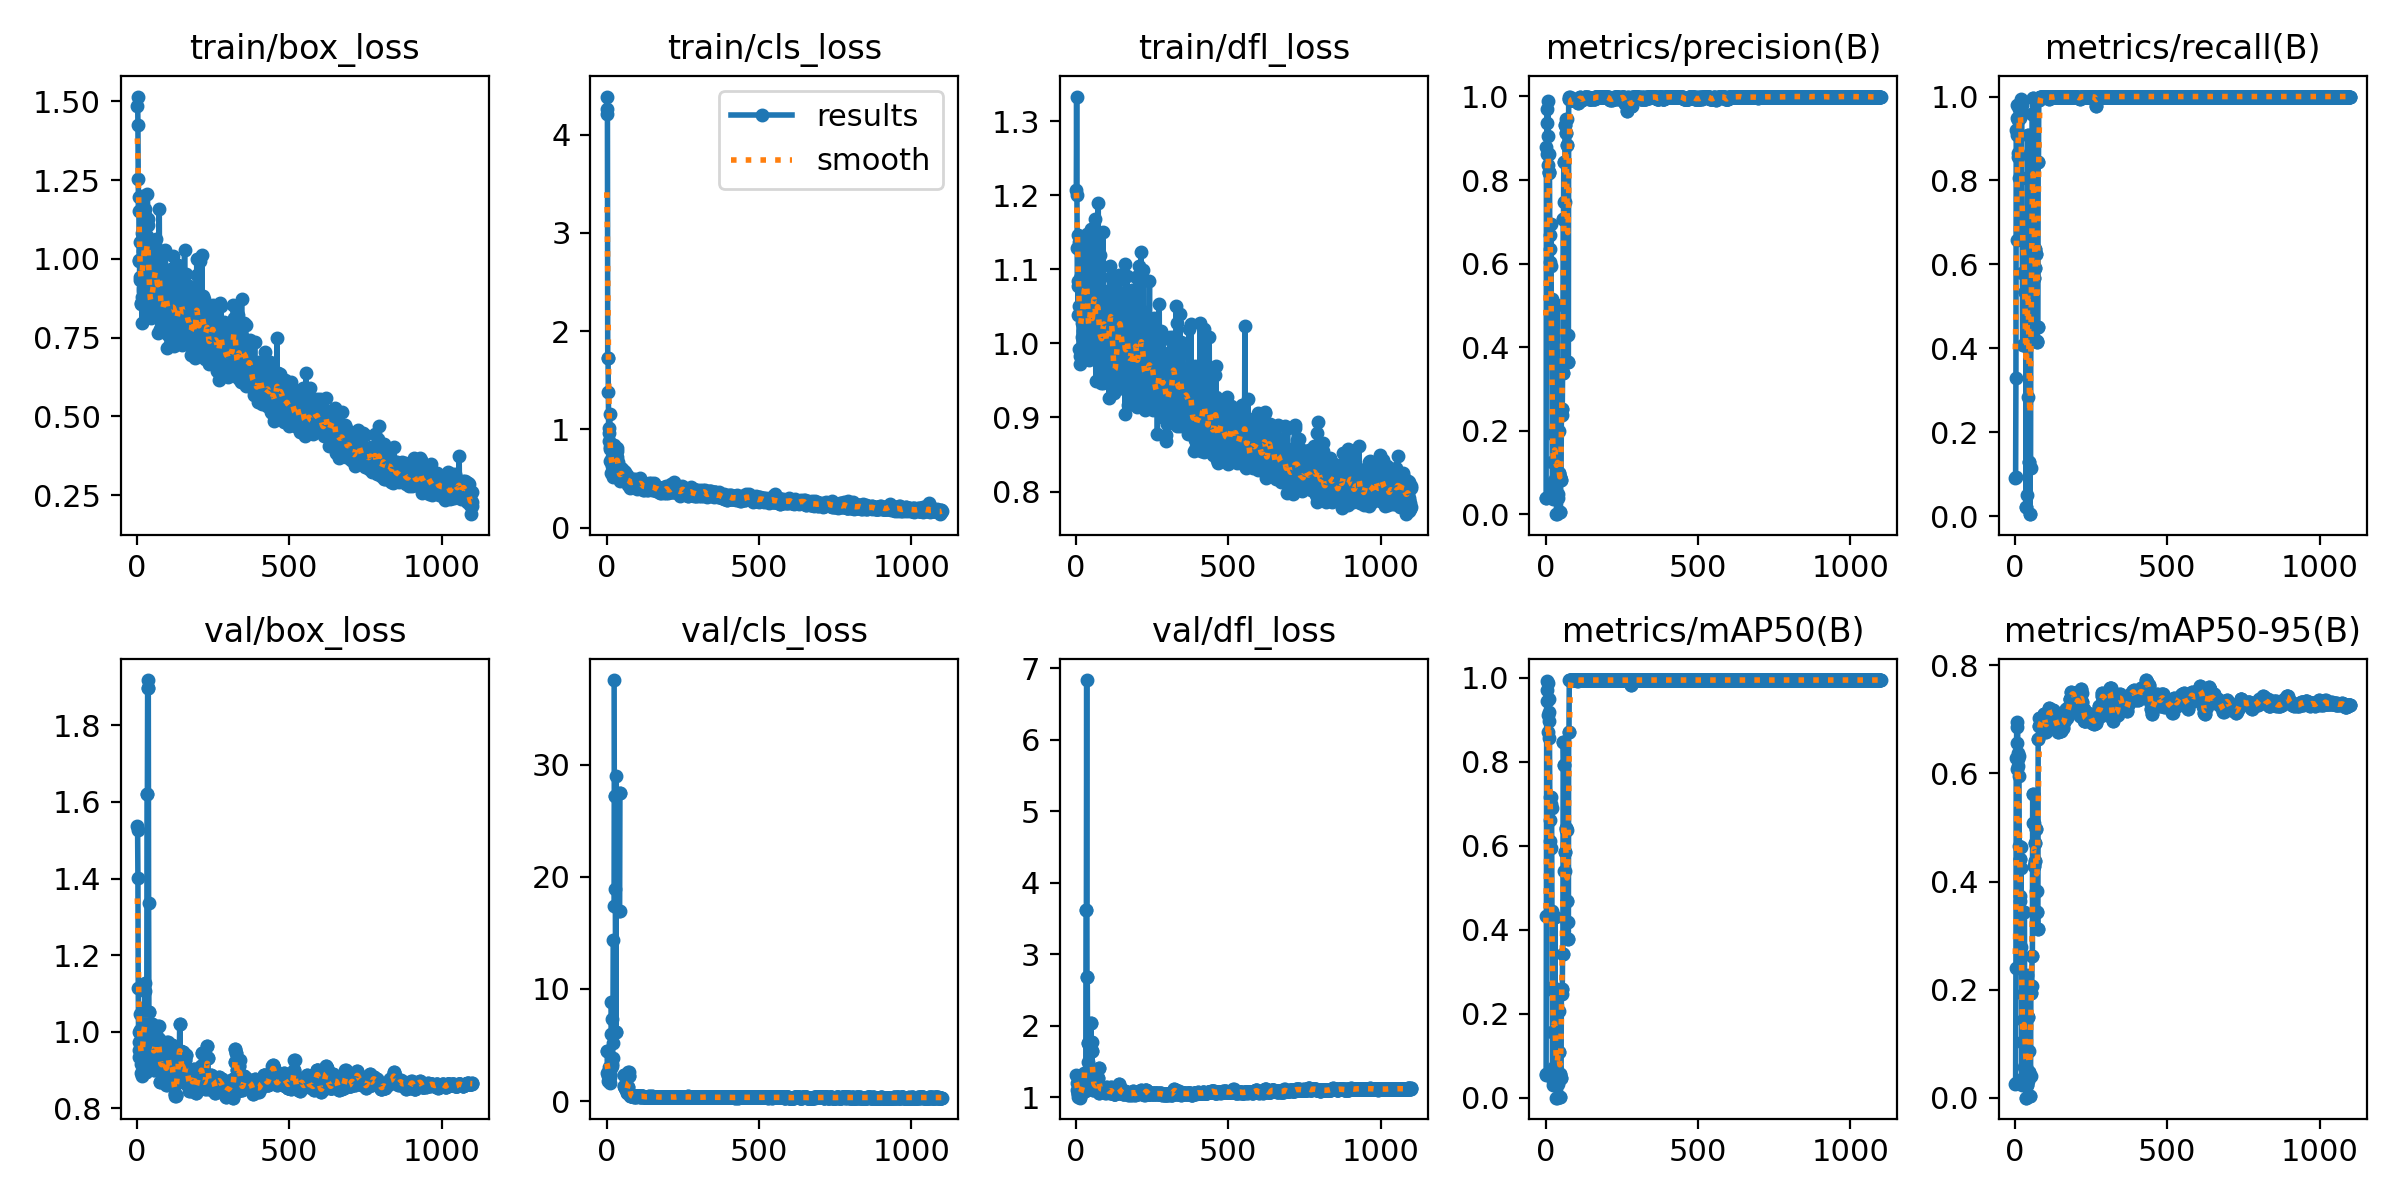 train/box_loss
1.50
1.25
1.00
0.75
0.50
0.25
0 500 1000
train/cls_loss
results
smooth
4
3
2
1
0
0 500 1000
train/dfl_loss
1.3
1.2
1.1
1.0
0.9
0.8
0 500 1000
metrics/precision(B)
1.0
0.8
0.6
0.4
0.2
0.0
0 500 1000
metrics/recall(B)
1.0
0.8
0.6
0.4
0.2
0.0
0 500 1000
val/box_loss
1.8
1.6
1.4
1.2
1.0
0.8
0 500 1000
val/cls_loss
30
20
10
0
0 500 1000
val/dfl_loss
7
6
5
4
3
2
1
0 500 1000
metrics/mAP50(B)
1.0
0.8
0.6
0.4
0.2
0.0
0 500 1000
metrics/mAP50-95(B)
0.8
0.6
0.4
0.2
0.0
0 500 1000